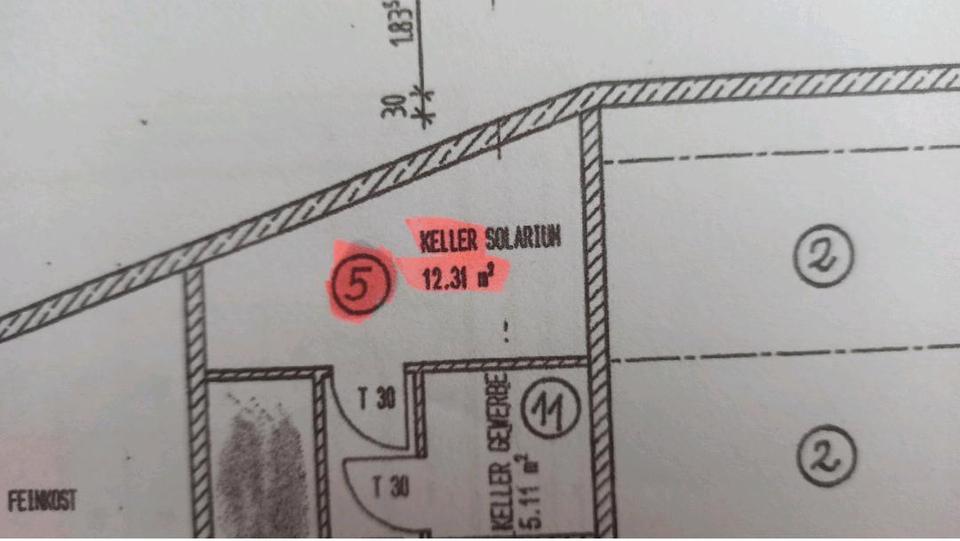 1.83⁵
30
KELLER SOLARIUM
5
12.31 m²
2
T 30
KELLER GEWERBE
5.11 m²
11
T 30
2
FEINKOST